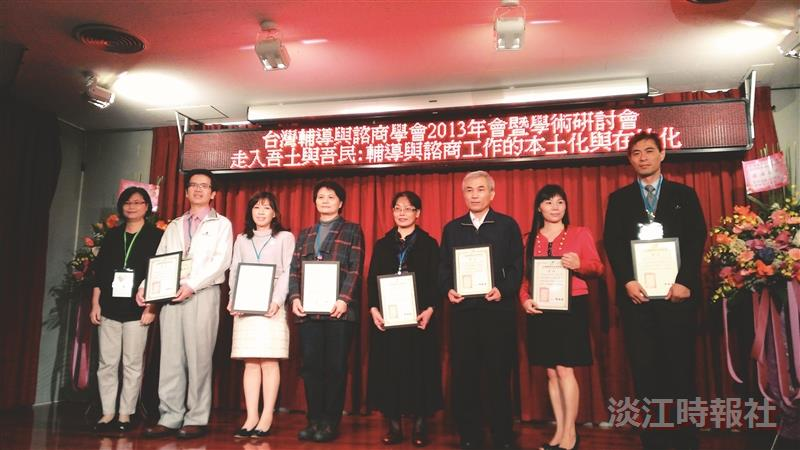 台灣輔導與諮商學會2013年會暨學術研討會
走入吾土與吾民:輔導與諮商工作的本土化與在地化
淡江時報社